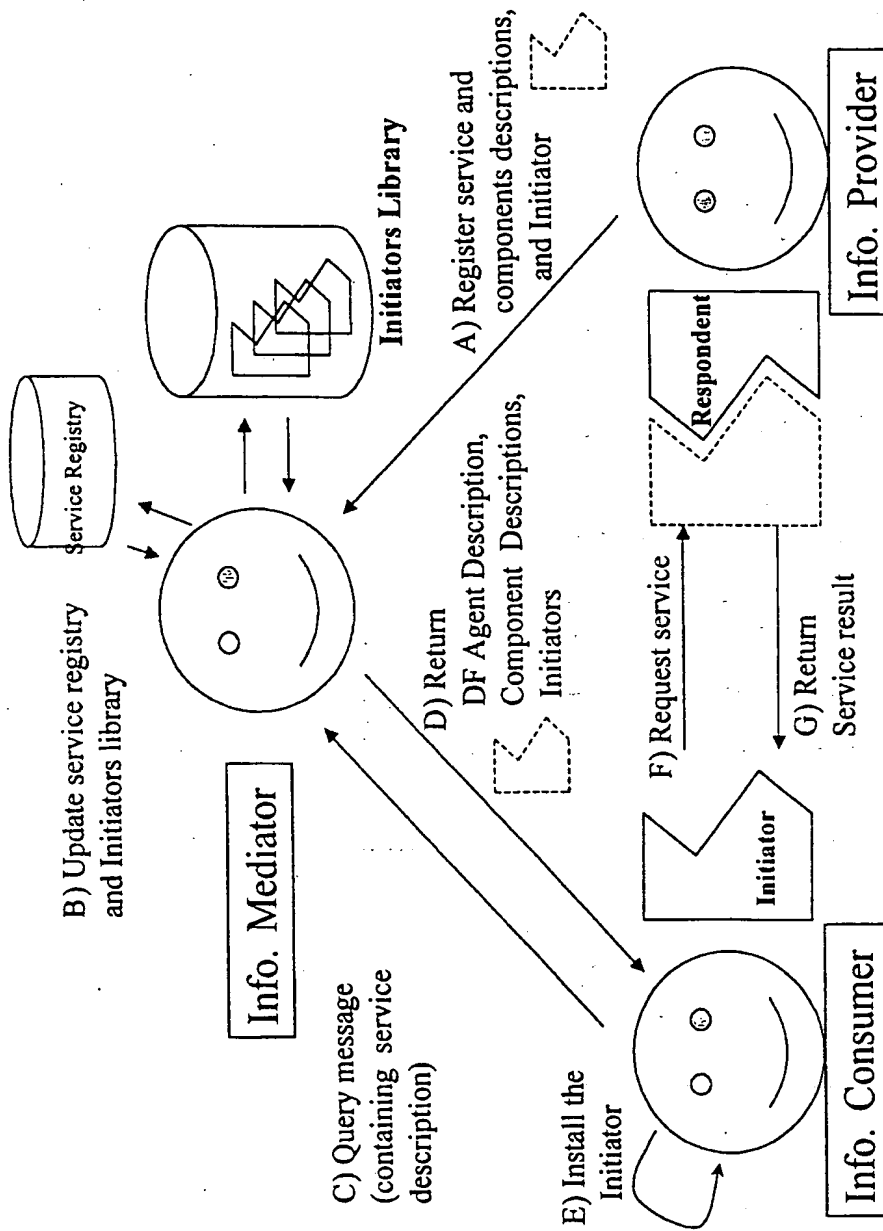 B) Update service registry
and Initiators library
Service Registry
Initiators Library
Info. Mediator
C) Query message
(containing service
description)
D) Return
DF Agent Description,
Component Descriptions,
Initiators
A) Register service and
components descriptions,
and Initiator
E) Install the
Initiator
Initiator
F) Request service
G) Return
Service result
Respondent
Info. Consumer
Info. Provider